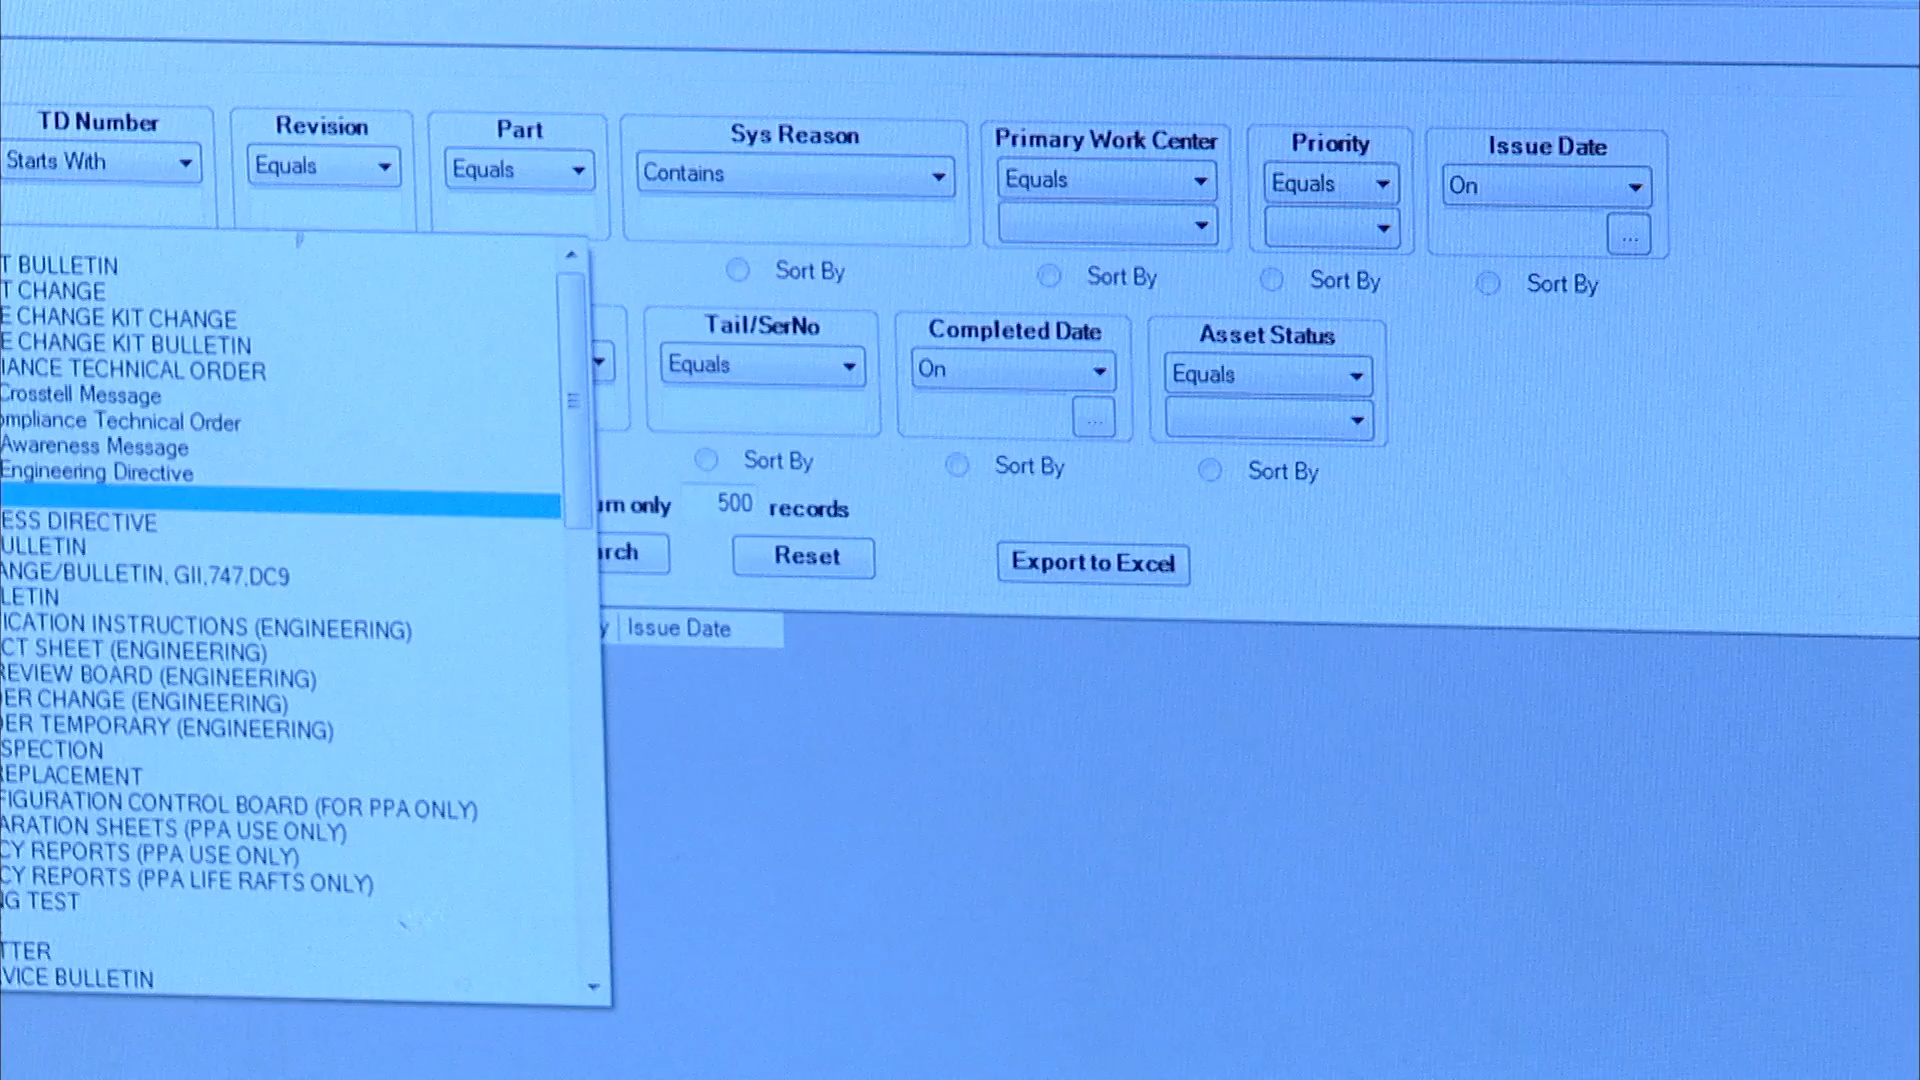 TD Number Revision Part Sys Reason Primary Work Center Priority Issue Date
Starts With Equals Equals Contains Equals Equals On
...
Sort By Sort By Sort By Sort By
Tail/SerNo Completed Date Asset Status
Equals On Equals
...
Sort By Sort By Sort By
500 records
only
Reset Export to Excel
Issue Date
T BULLETIN
T CHANGE
E CHANGE KIT CHANGE
E CHANGE KIT BULLETIN
IANCE TECHNICAL ORDER
Crosstell Message
ompliance Technical Order
Awareness Message
Engineering Directive
ESS DIRECTIVE
ULLETIN
ANGE/BULLETIN, GII,747,DC9
LETIN
ICATION INSTRUCTIONS (ENGINEERING)
CT SHEET (ENGINEERING)
REVIEW BOARD (ENGINEERING)
ER CHANGE (ENGINEERING)
ER TEMPORARY (ENGINEERING)
SPECTION
REPLACEMENT
FIGURATION CONTROL BOARD (FOR PPA ONLY)
ARATION SHEETS (PPA USE ONLY)
CY REPORTS (PPA USE ONLY)
CY REPORTS (PPA LIFE RAFTS ONLY)
G TEST
TTER
VICE BULLETIN